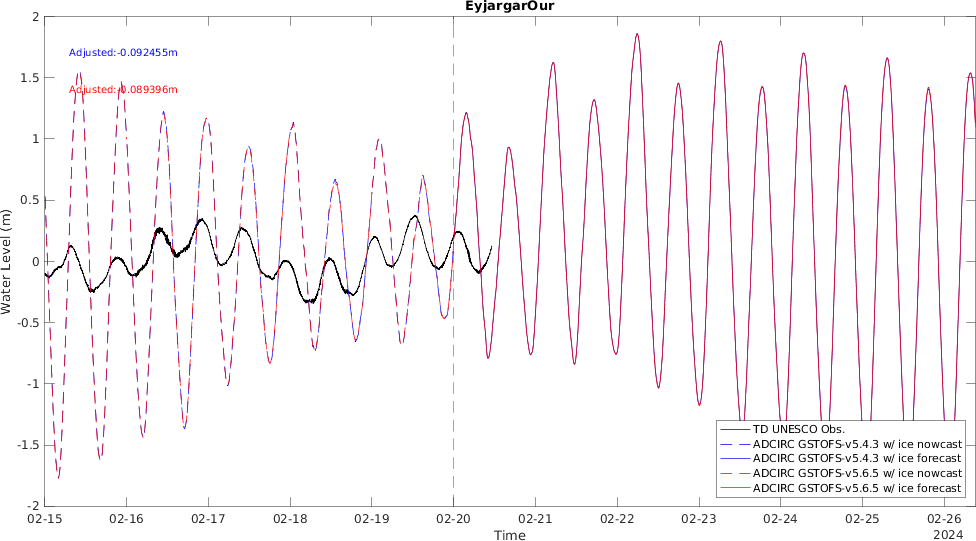 EyjargarOur
Adjusted:-0.092455m
Adjusted:-0.089396m
2
1.5
1
0.5
0
-0.5
-1
-1.5
-2
Water Level (m)
TD UNESCO Obs.
ADCIRC GSTOFS-v5.4.3 w/ ice nowcast
ADCIRC GSTOFS-v5.4.3 w/ ice forecast
ADCIRC GSTOFS-v5.6.5 w/ ice nowcast
ADCIRC GSTOFS-v5.6.5 w/ ice forecast
02-15 02-16 02-17 02-18 02-19 02-20 02-21 02-22 02-23 02-24 02-25 02-26
Time
2024